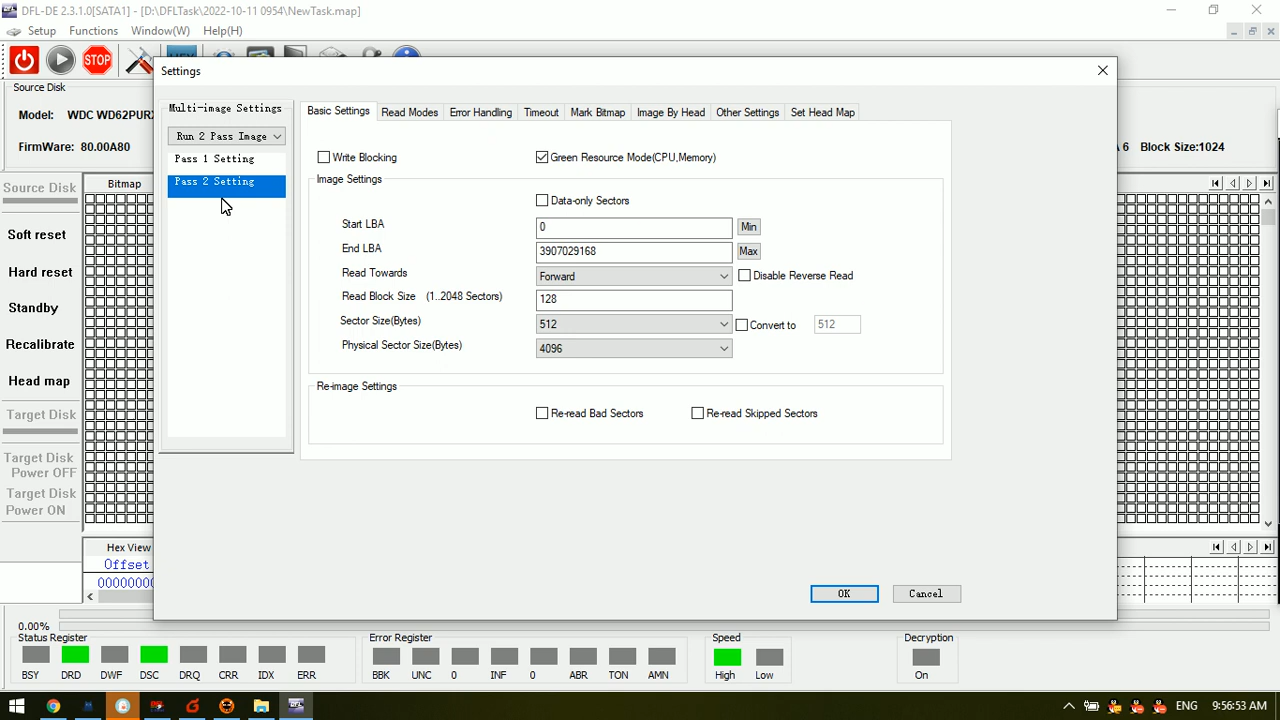 DFL-DE 2.3.1.0[SATA1] - [D:\DFLTask\2022-10-11 0954\NewTask.map]
Setup Functions Window(W) Help(H)
STOP
Settings
Source Disk
Model: WDC WD62PURX
FirmWare: 80.00A80
A 6 Block Size:1024
Multi-image Settings
Run 2 Pass Image
Pass 1 Setting
Pass 2 Setting
Basic Settings Read Modes Error Handling Timeout Mark Bitmap Image By Head Other Settings Set Head Map
Write Blocking
Green Resource Mode(CPU,Memory)
Image Settings
Data-only Sectors
Start LBA 0 Min
End LBA 3907029168 Max
Read Towards Forward Disable Reverse Read
Read Block Size (1..2048 Sectors) 128
Sector Size(Bytes) 512 Convert to 512
Physical Sector Size(Bytes) 4096
Re-image Settings
Re-read Bad Sectors Re-read Skipped Sectors
OK Cancel
Source Disk
Soft reset
Hard reset
Standby
Recalibrate
Head map
Target Disk
Target Disk
Power OFF
Target Disk
Power ON
Bitmap
Hex View
Offset
00000000
0.00%
Status Register
BSY DRD DWF DSC DRQ CRR IDX ERR
Error Register
BBK UNC 0 INF 0 ABR TON AMN
Speed
High Low
Decryption
On
ENG 9:56:53 AM